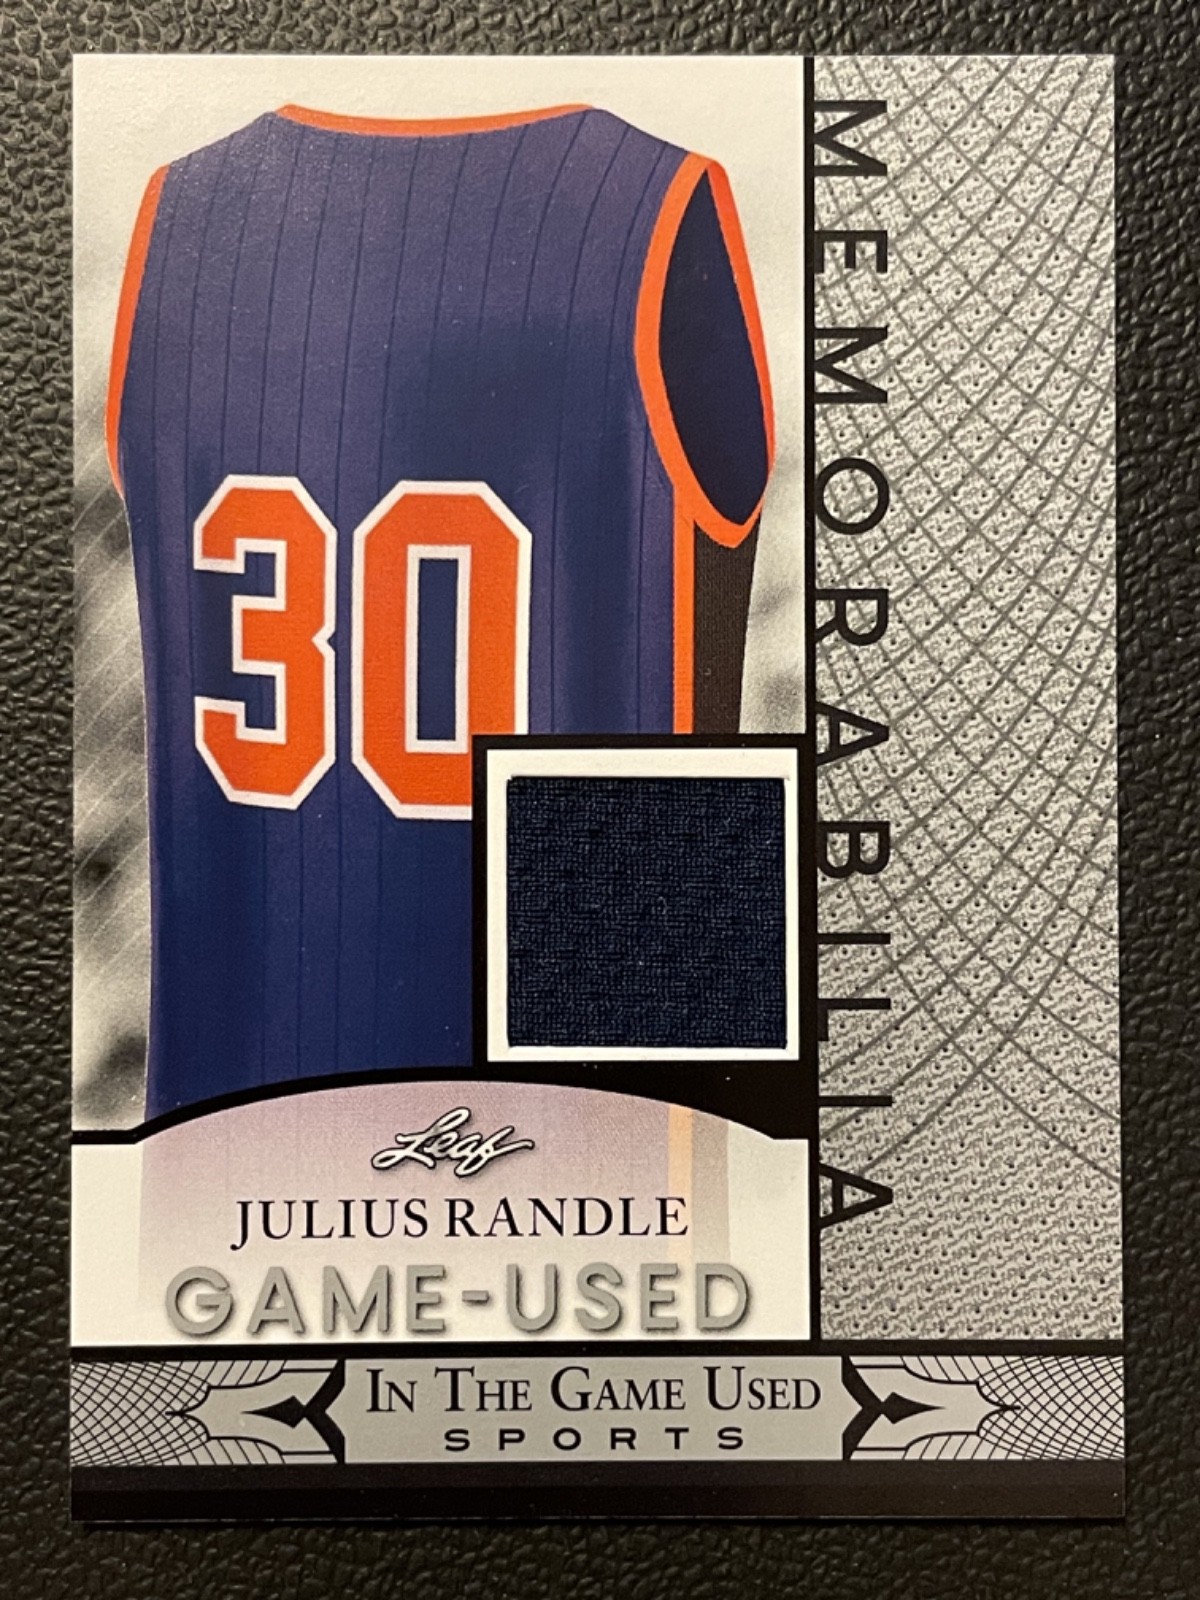 30
MEMORABILIA
Leaf
JULIUS RANDLE
GAME-USED
IN THE GAME USED
SPORTS